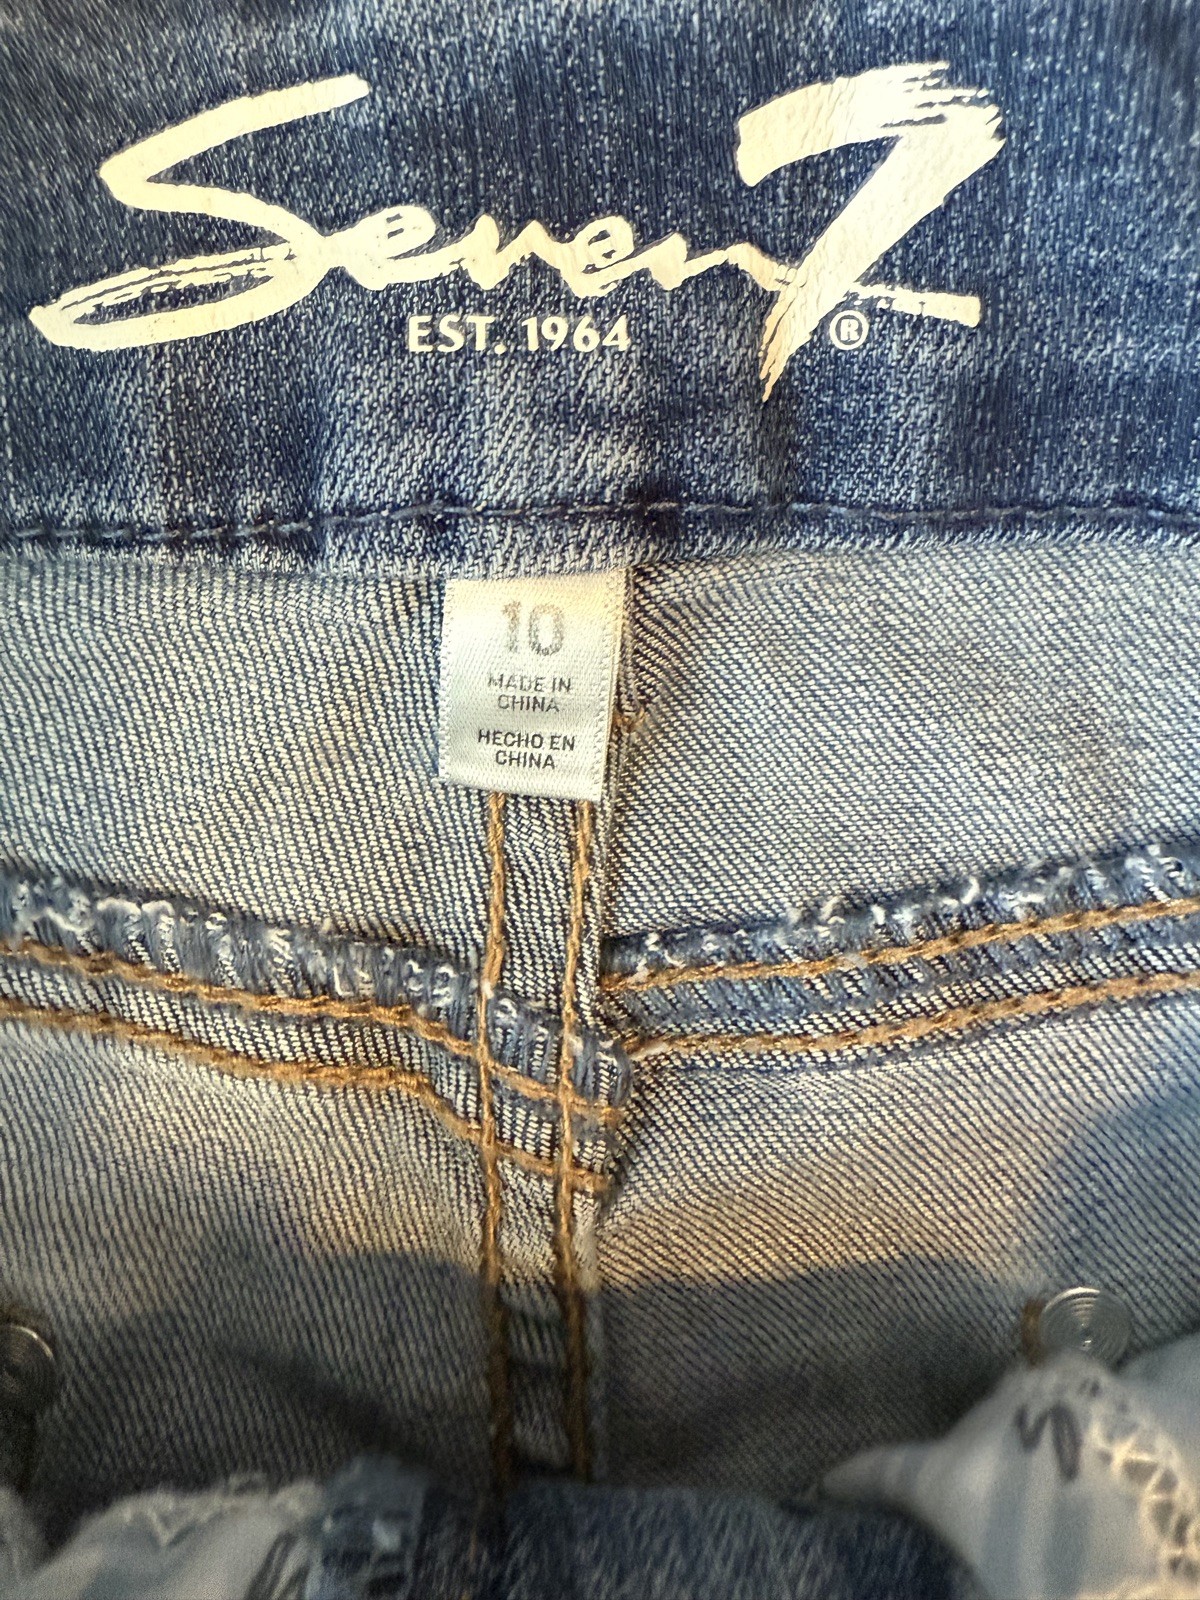 Seven7
EST. 1964 ®
10
MADE IN
CHINA
HECHO EN
CHINA